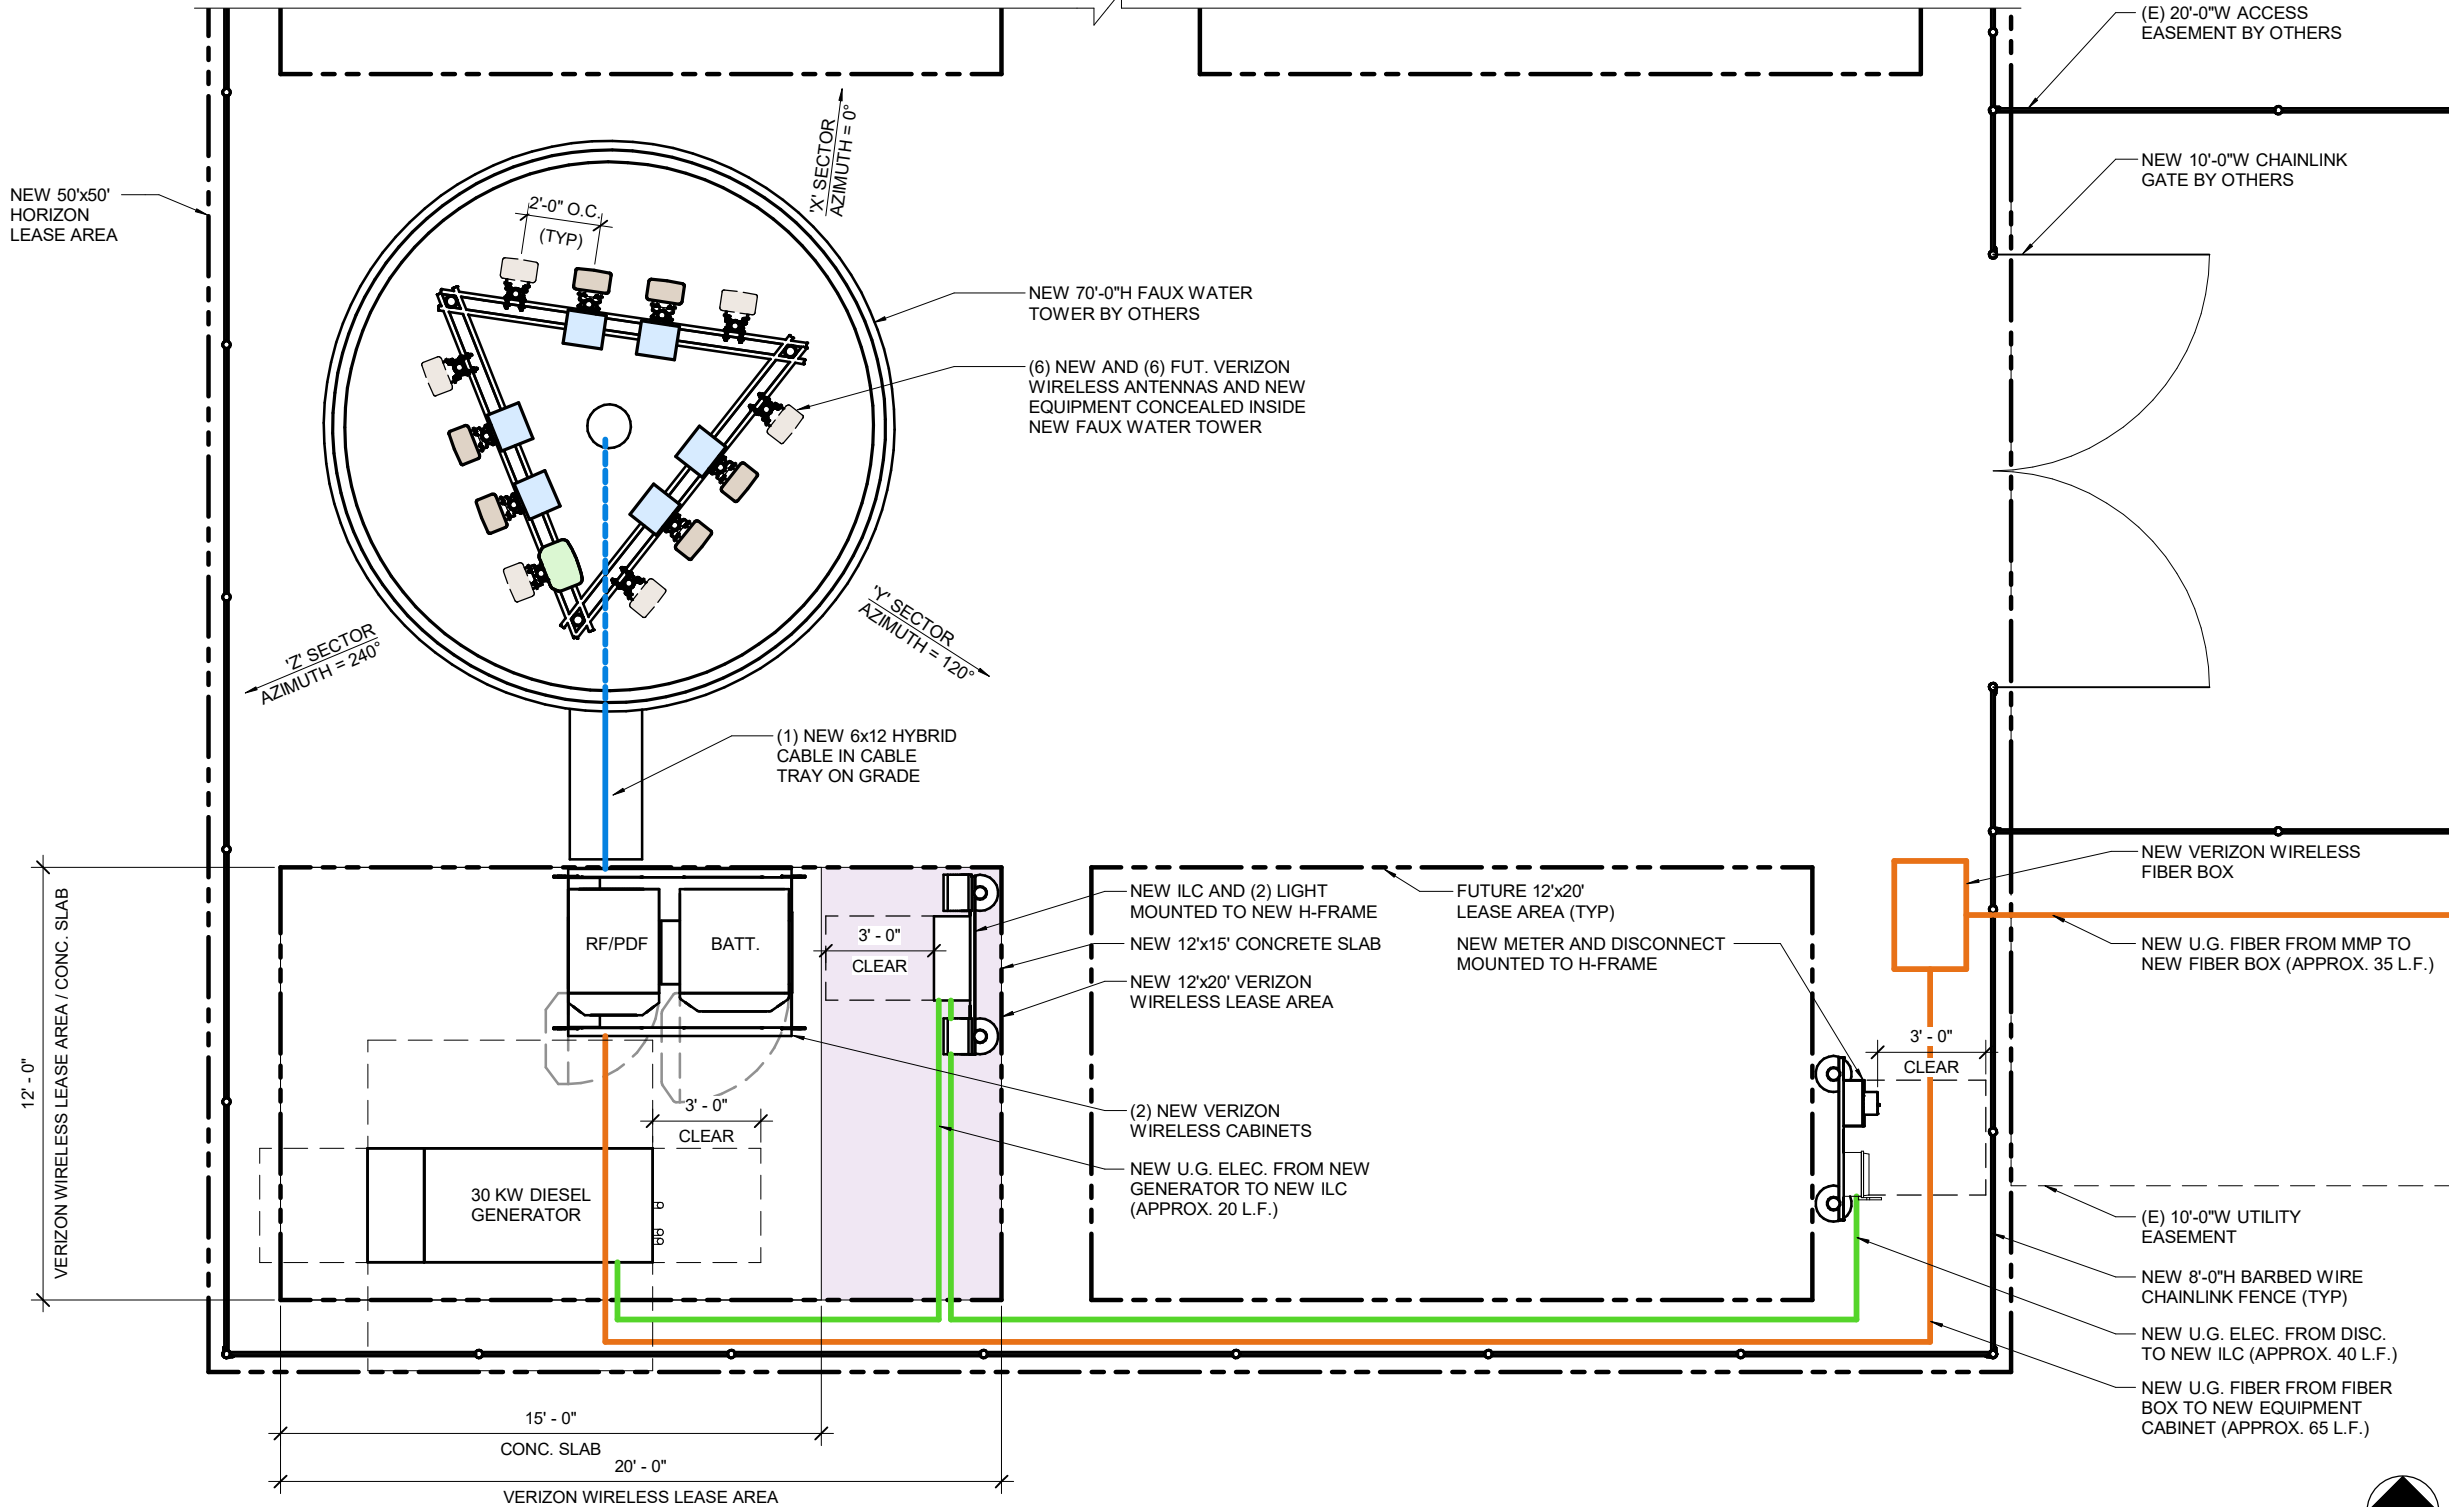 (E) 20'-0"W ACCESS
EASEMENT BY OTHERS
NEW 10'-0"W CHAINLINK
GATE BY OTHERS
NEW 50'x50'
HORIZON
LEASE AREA
'X' SECTOR
AZIMUTH = 0°
2'-0" O.C.
(TYP)
NEW 70'-0"H FAUX WATER
TOWER BY OTHERS
(6) NEW AND (6) FUT. VERIZON
WIRELESS ANTENNAS AND NEW
EQUIPMENT CONCEALED INSIDE
NEW FAUX WATER TOWER
'Y' SECTOR
AZIMUTH = 120°
'Z' SECTOR
AZIMUTH = 240°
(1) NEW 6x12 HYBRID
CABLE IN CABLE
TRAY ON GRADE
NEW VERIZON WIRELESS
FIBER BOX
NEW ILC AND (2) LIGHT
MOUNTED TO NEW H-FRAME
FUTURE 12'x20'
LEASE AREA (TYP)
RF/PDF
BATT.
3' - 0"
CLEAR
NEW 12'x15' CONCRETE SLAB
NEW METER AND DISCONNECT
MOUNTED TO H-FRAME
NEW U.G. FIBER FROM MMP TO
NEW FIBER BOX (APPROX. 35 L.F.)
NEW 12'x20' VERIZON
WIRELESS LEASE AREA
3' - 0"
CLEAR
12' - 0"
VERIZON WIRELESS LEASE AREA / CONC. SLAB
3' - 0"
CLEAR
(2) NEW VERIZON
WIRELESS CABINETS
NEW U.G. ELEC. FROM NEW
GENERATOR TO NEW ILC
(APPROX. 20 L.F.)
30 KW DIESEL
GENERATOR
(E) 10'-0"W UTILITY
EASEMENT
NEW 8'-0"H BARBED WIRE
CHAINLINK FENCE (TYP)
NEW U.G. ELEC. FROM DISC.
TO NEW ILC (APPROX. 40 L.F.)
NEW U.G. FIBER FROM FIBER
BOX TO NEW EQUIPMENT
CABINET (APPROX. 65 L.F.)
15' - 0"
CONC. SLAB
20' - 0"
VERIZON WIRELESS LEASE AREA